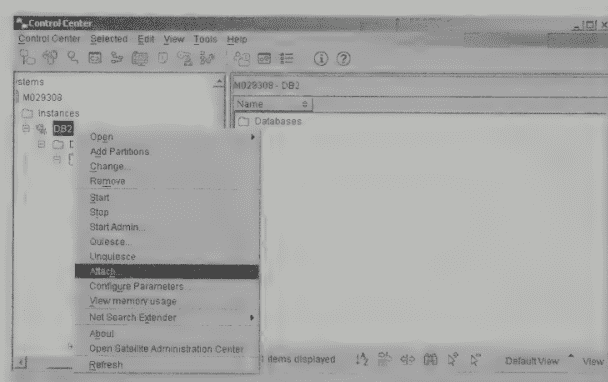 Control Center
Control Center Selected Edit View Tools Help
stems
M029308
Instances
DB2
M029308 - DB2
Name
Databases
Open
Add Partitions
Change...
Remove
Start
Stop
Start Admin...
Quiesce...
Unquiesce
Attach...
Configure Parameters...
View memory usage
Net Search Extender
About
Open Satellite Administration Center
Refresh
items displayed
Default View View